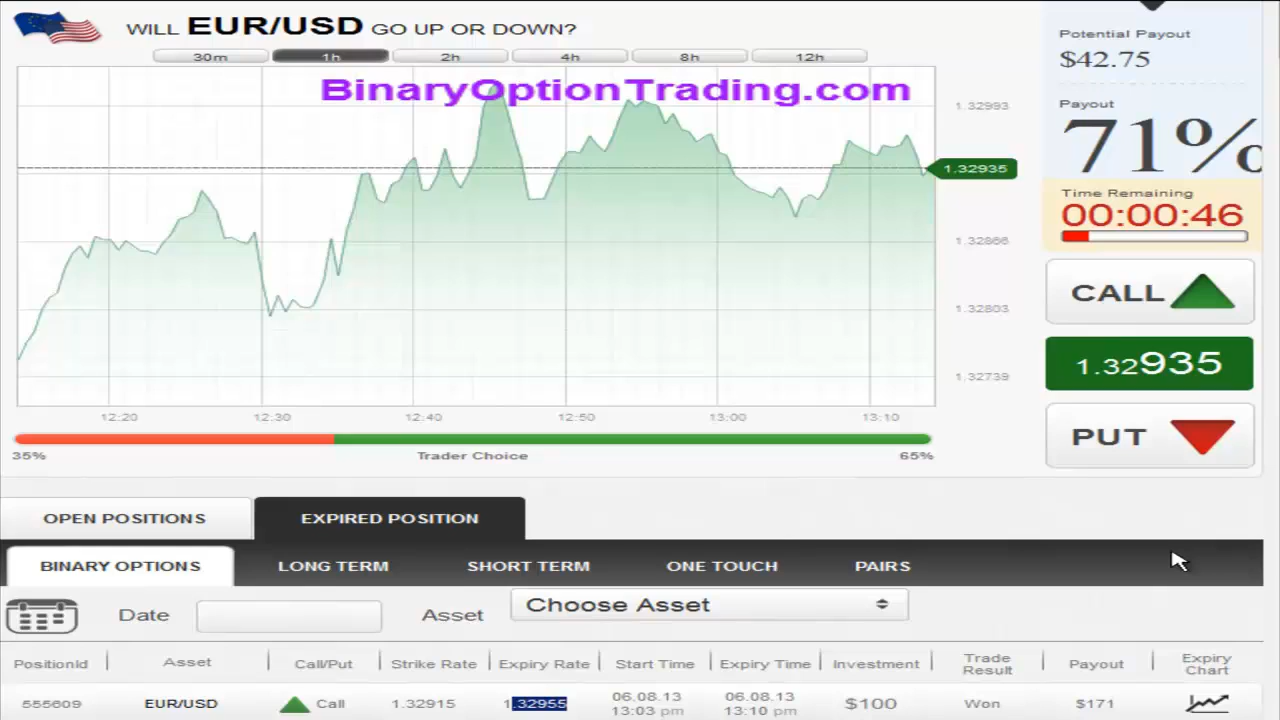 WILL EUR/USD GO UP OR DOWN?
30m 1h 2h 4h 8h 12h
BinaryOptionTrading.com
1.32993
1.32935
1.32866
1.32803
1.32739
12:20 12:30 12:40 12:50 13:00 13:10
35% Trader Choice 65%
Potential Payout
$42.75
Payout
71%
Time Remaining
00:00:46
CALL
1.32935
PUT
OPEN POSITIONS EXPIRED POSITION
BINARY OPTIONS LONG TERM SHORT TERM ONE TOUCH PAIRS
Date Asset Choose Asset
PositionId Asset Call/Put Strike Rate Expiry Rate Start Time Expiry Time Investment Trade Result Payout Expiry Chart
555609 EUR/USD Call 1.32915 1.32955 06.08.13 13:03 pm 06.08.13 13:10 pm $100 Won $171